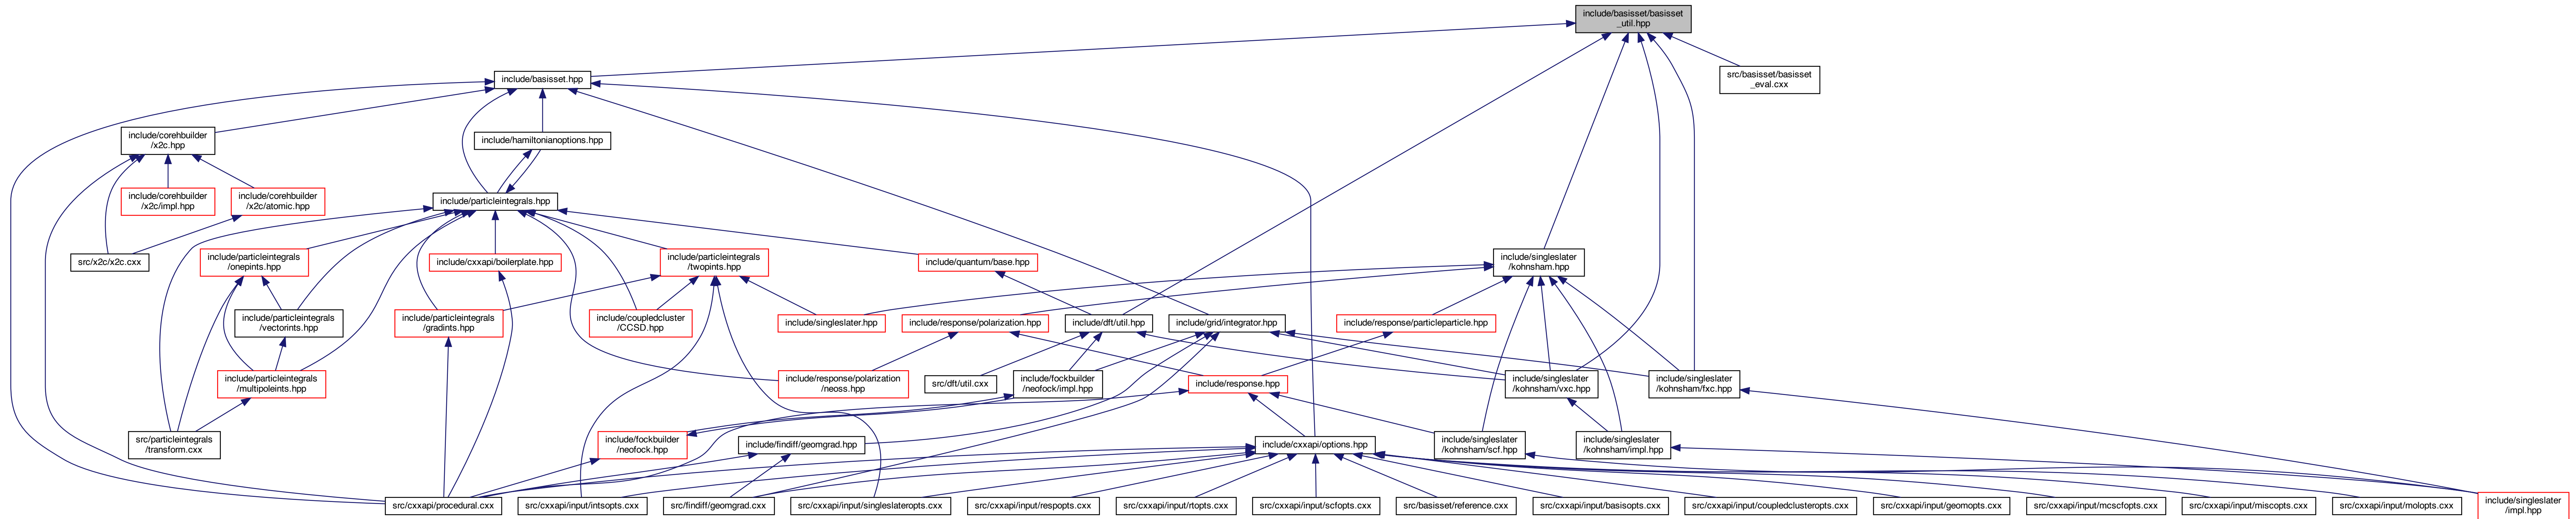 include/basisset/basisset
_util.hpp
include/basisset.hpp
src/basisset/basisset
_eval.cxx
include/corehbuilder
/x2c.hpp
include/hamiltonianoptions.hpp
include/corehbuilder
/x2c/impl.hpp
include/corehbuilder
/x2c/atomic.hpp
include/particleintegrals.hpp
src/x2c/x2c.cxx
include/particleintegrals
/onepints.hpp
include/cxxapi/boilerplate.hpp
include/particleintegrals
/twopints.hpp
include/quantum/base.hpp
include/singleslater
/kohnsham.hpp
include/particleintegrals
/vectorints.hpp
include/particleintegrals
/gradints.hpp
include/coupledcluster
/CCSD.hpp
include/singleslater.hpp
include/response/polarization.hpp
include/dft/util.hpp
include/grid/integrator.hpp
include/response/particleparticle.hpp
include/particleintegrals
/multipoleints.hpp
include/response/polarization
/neoss.hpp
src/dft/util.cxx
include/fockbuilder
/neofock/impl.hpp
include/response.hpp
include/singleslater
/kohnsham/vxc.hpp
include/singleslater
/kohnsham/fxc.hpp
src/particleintegrals
/transform.cxx
include/fockbuilder
/neofock.hpp
include/findiff/geomgrad.hpp
include/cxxapi/options.hpp
include/singleslater
/kohnsham/scf.hpp
include/singleslater
/kohnsham/impl.hpp
src/cxxapi/procedural.cxx
src/cxxapi/input/intsopts.cxx
src/findiff/geomgrad.cxx
src/cxxapi/input/singleslateropts.cxx
src/cxxapi/input/respopts.cxx
src/cxxapi/input/rtopts.cxx
src/cxxapi/input/scfopts.cxx
src/basisset/reference.cxx
src/cxxapi/input/basisopts.cxx
src/cxxapi/input/coupledclusteropts.cxx
src/cxxapi/input/geomopts.cxx
src/cxxapi/input/mcscfopts.cxx
src/cxxapi/input/miscopts.cxx
src/cxxapi/input/molopts.cxx
include/singleslater
/impl.hpp